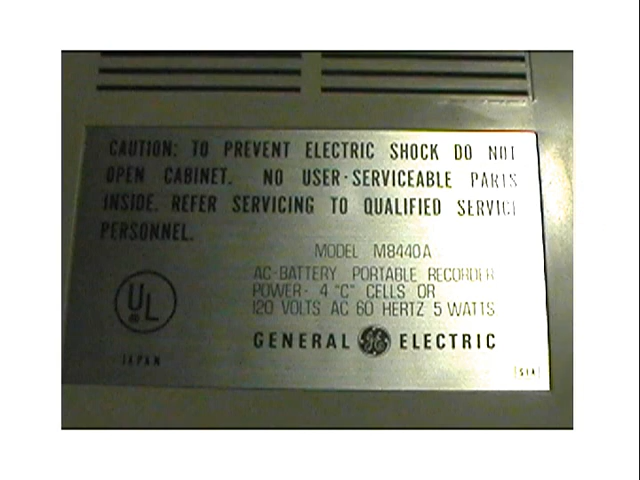 CAUTION: TO PREVENT ELECTRIC SHOCK DO NOT
OPEN CABINET. NO USER-SERVICEABLE PARTS
INSIDE. REFER SERVICING TO QUALIFIED SERVICE
PERSONNEL.
MODEL M8440A
AC-BATTERY PORTABLE RECORDER
POWER- 4 "C" CELLS OR
120 VOLTS AC 60 HERTZ 5 WATTS
UL
GENERAL GE ELECTRIC
JAPAN